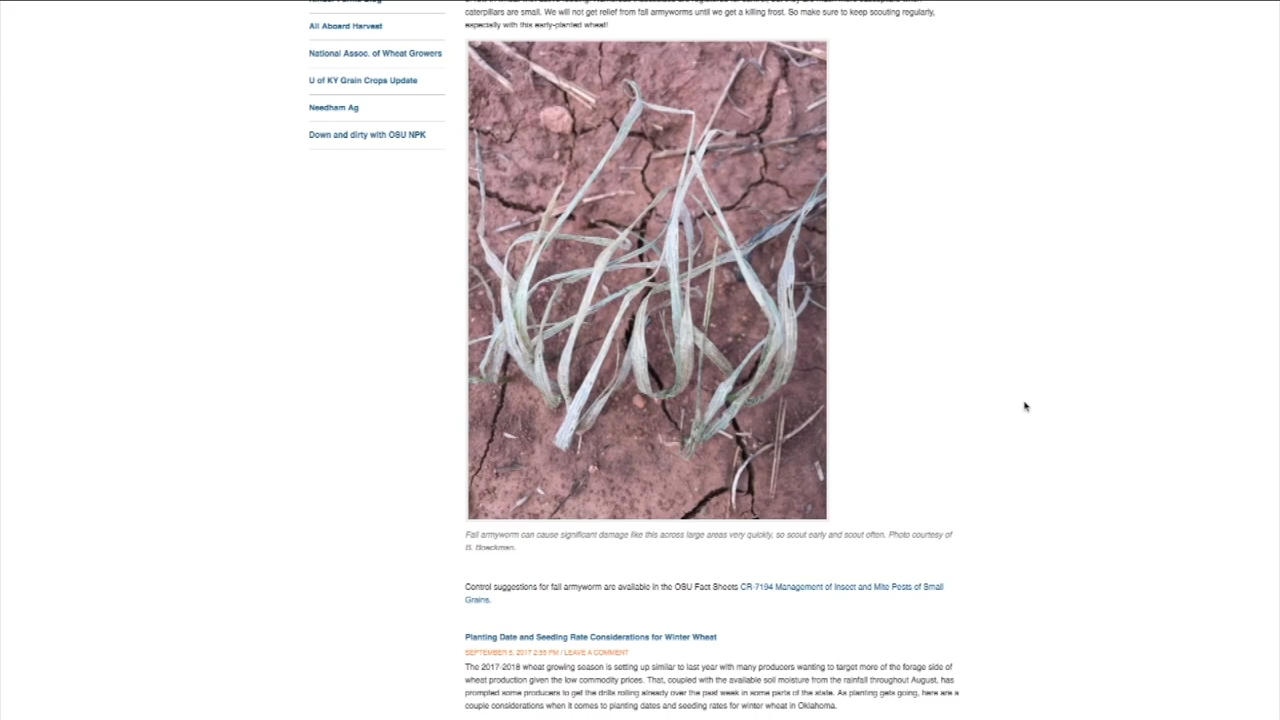 All Aboard Harvest
National Assoc. of Wheat Growers
U of KY Grain Crops Update
Needham Ag
Down and dirty with OSU NPK
caterpillars are small. We will not get relief from fall armyworms until we get a killing frost. So make sure to keep scouting regularly,
especially with this early-planted wheat!
Fall armyworm can cause significant damage like this across large areas very quickly, so scout early and scout often. Photo courtesy of
B. Boeckman.
Control suggestions for fall armyworm are available in the OSU Fact Sheets CR-7194 Management of Insect and Mite Pests of Small
Grains.
Planting Date and Seeding Rate Considerations for Winter Wheat
SEPTEMBER 5, 2017 2:55 PM / LEAVE A COMMENT
The 2017-2018 wheat growing season is setting up similar to last year with many producers wanting to target more of the forage side of
wheat production given the low commodity prices. That, coupled with the available soil moisture from the rainfall throughout August, has
prompted some producers to get the drills rolling already over the past week in some parts of the state. As planting gets going, here are a
couple considerations when it comes to planting dates and seeding rates for winter wheat in Oklahoma.